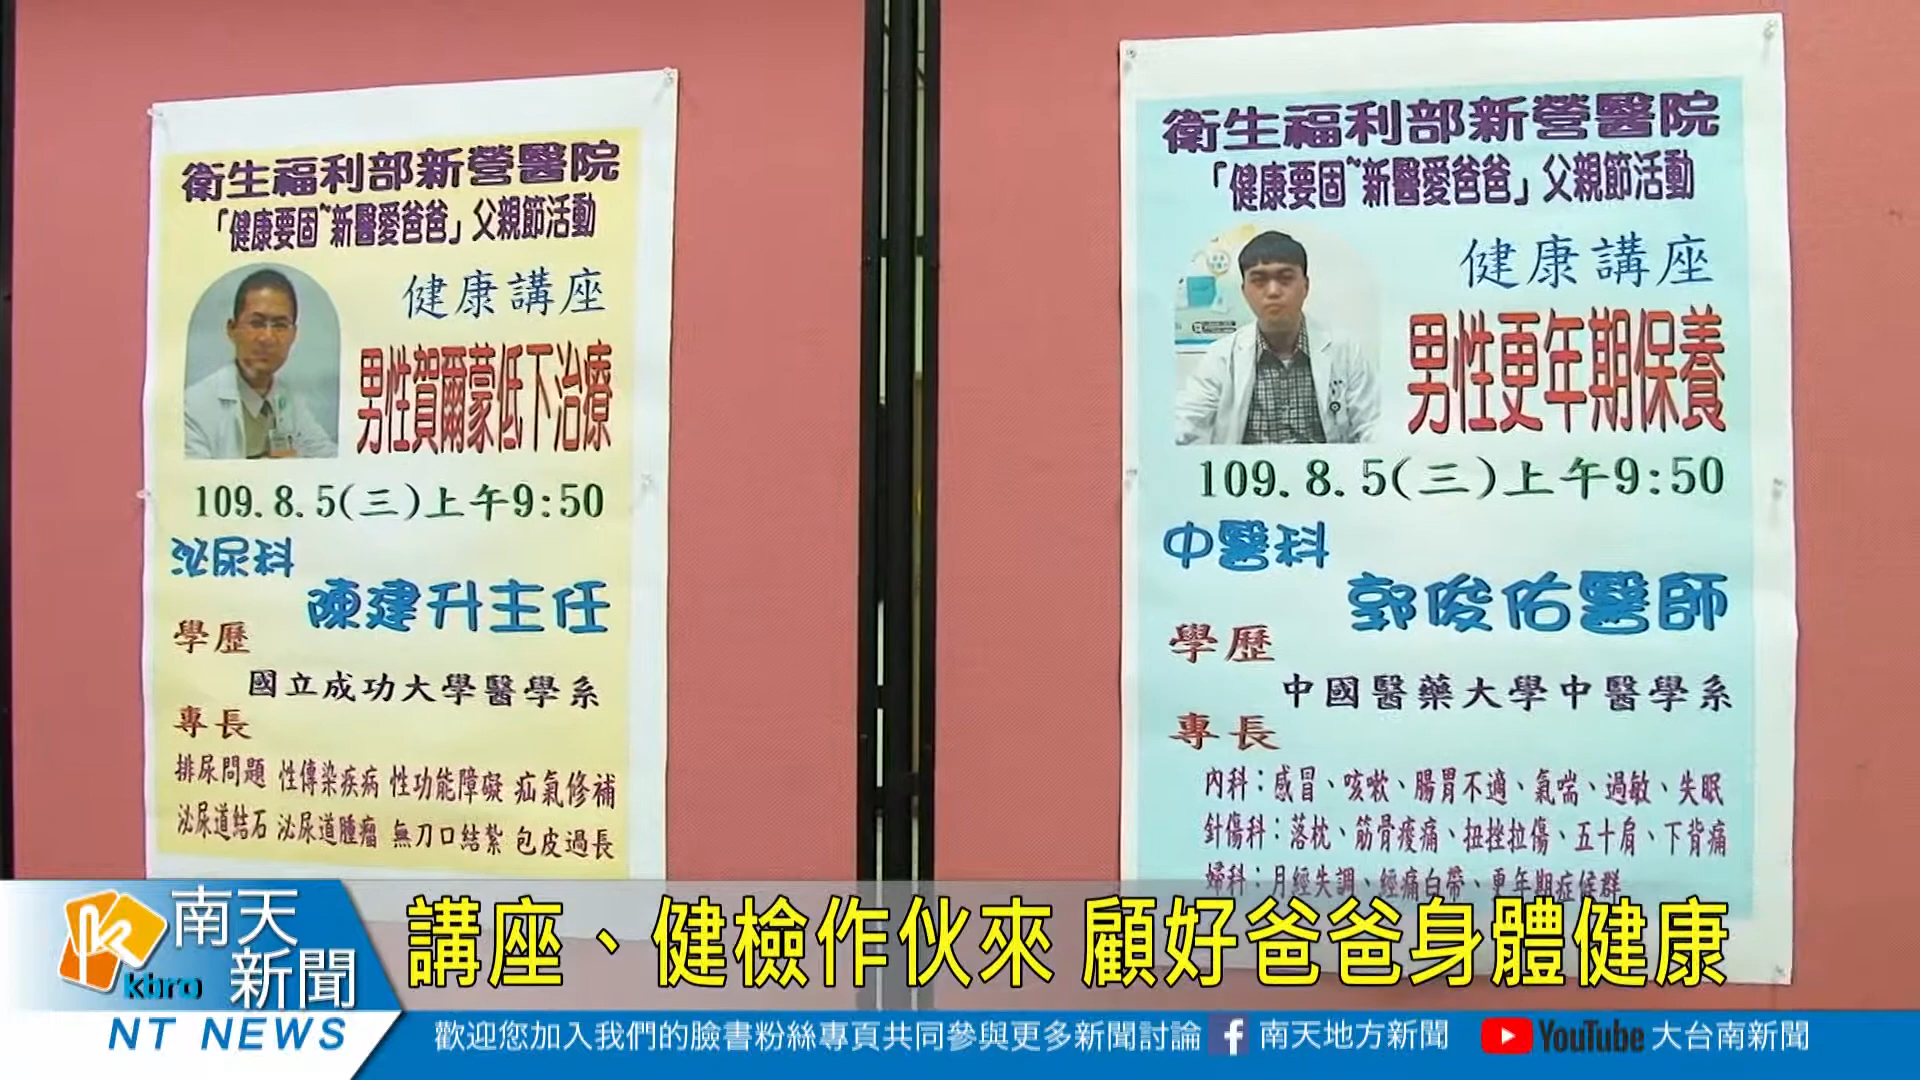 衛生福利部新營醫院
「健康要固~新醫愛爸爸」父親節活動
健康講座
男性賀爾蒙低下治療
109.8.5(三)上午9:50
泌尿科
陳建升主任
學歷
國立成功大學醫學系
專長
排尿問題 性傳染疾病 性功能障礙 疝氣修補
泌尿道結石 泌尿道腫瘤 無刀口結紮 包皮過長
衛生福利部新營醫院
「健康要固~新醫愛爸爸」父親節活動
健康講座
男性更年期保養
109.8.5(三)上午9:50
中醫科
郭俊佑醫師
學歷
中國醫藥大學中醫學系
專長
內科：感冒、咳嗽、腸胃不適、氣喘、過敏、失眠
針傷科：落枕、筋骨痠痛、扭挫拉傷、五十肩、下背痛
婦科：月經失調、經痛白帶、更年期症候群
南天
新聞
kbro
NT NEWS
講座、健檢作伙來 顧好爸爸身體健康
歡迎您加入我們的臉書粉絲專頁共同參與更多新聞討論 f 南天地方新聞 YouTube 大台南新聞